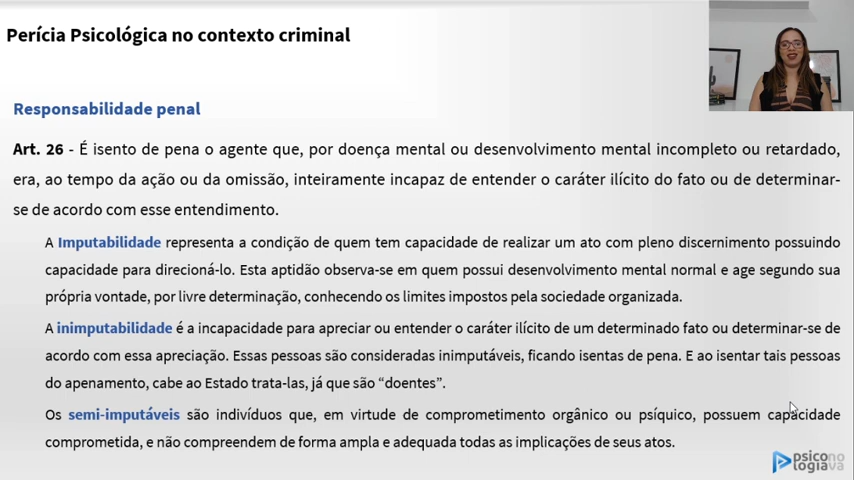 Perícia Psicológica no contexto criminal
Responsabilidade penal
Art. 26 - É isento de pena o agente que, por doença mental ou desenvolvimento mental incompleto ou retardado,
era, ao tempo da ação ou da omissão, inteiramente incapaz de entender o caráter ilícito do fato ou de determinar-
se de acordo com esse entendimento.
A Imputabilidade representa a condição de quem tem capacidade de realizar um ato com pleno discernimento possuindo
capacidade para direcioná-lo. Esta aptidão observa-se em quem possui desenvolvimento mental normal e age segundo sua
própria vontade, por livre determinação, conhecendo os limites impostos pela sociedade organizada.
A inimputabilidade é a incapacidade para apreciar ou entender o caráter ilícito de um determinado fato ou determinar-se de
acordo com essa apreciação. Essas pessoas são consideradas inimputáveis, ficando isentas de pena. E ao isentar tais pessoas
do apenamento, cabe ao Estado trata-las, já que são “doentes”.
Os semi-imputáveis são indivíduos que, em virtude de comprometimento orgânico ou psíquico, possuem capacidade
comprometida, e não compreendem de forma ampla e adequada todas as implicações de seus atos.
psicono
logiava